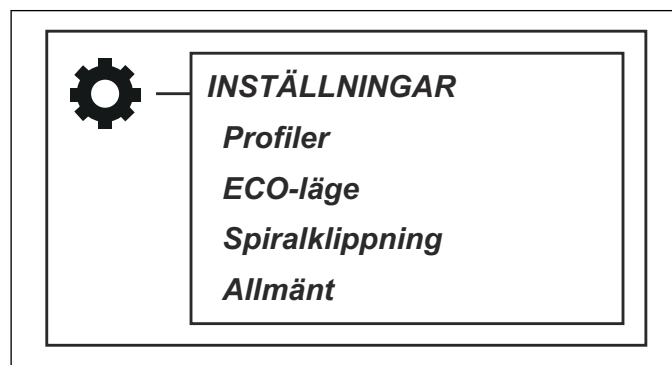 INSTÄLLNINGAR
Profiler
ECO-läge
Spiralklippning
Allmänt